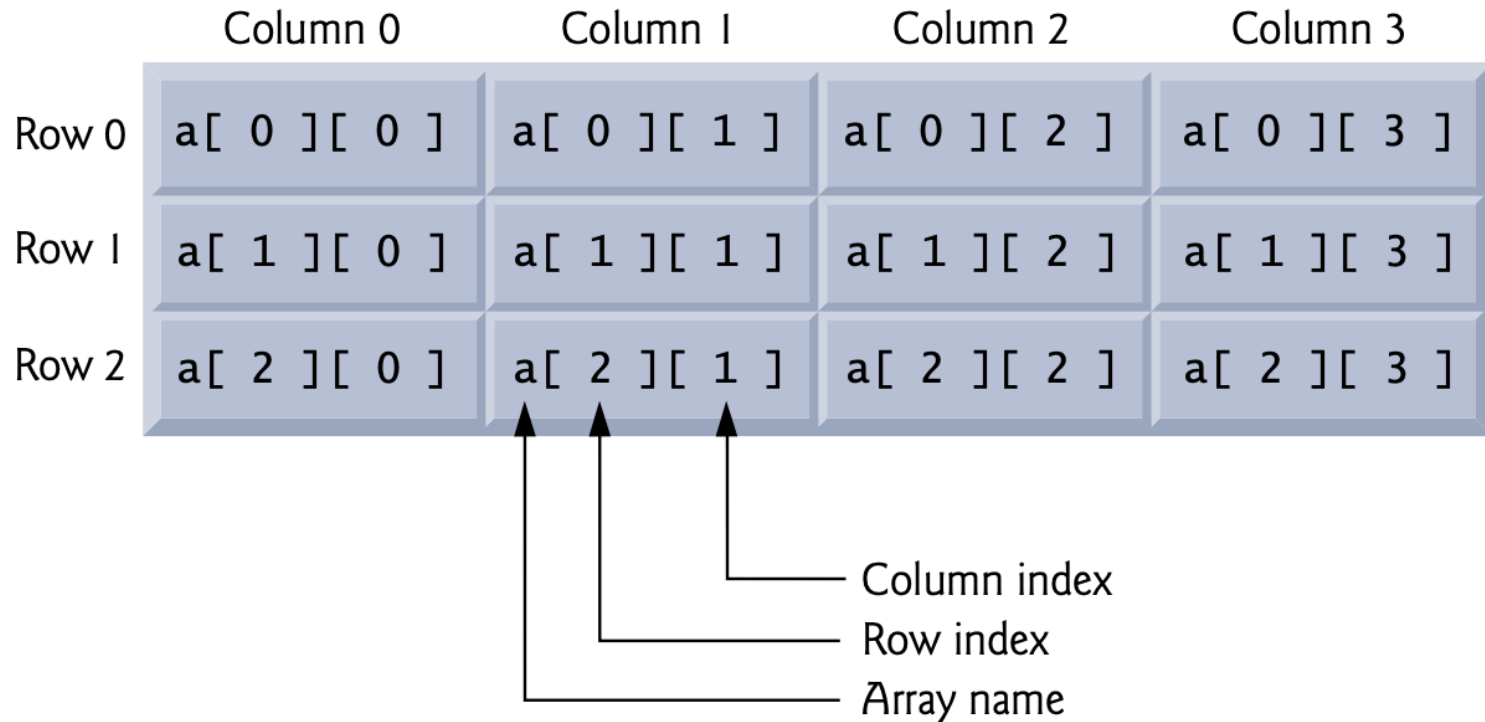 Column 0 Column 1 Column 2 Column 3
Row 0 a[ 0 ][ 0 ] a[ 0 ][ 1 ] a[ 0 ][ 2 ] a[ 0 ][ 3 ]
Row 1 a[ 1 ][ 0 ] a[ 1 ][ 1 ] a[ 1 ][ 2 ] a[ 1 ][ 3 ]
Row 2 a[ 2 ][ 0 ] a[ 2 ][ 1 ] a[ 2 ][ 2 ] a[ 2 ][ 3 ]
Column index
Row index
Array name